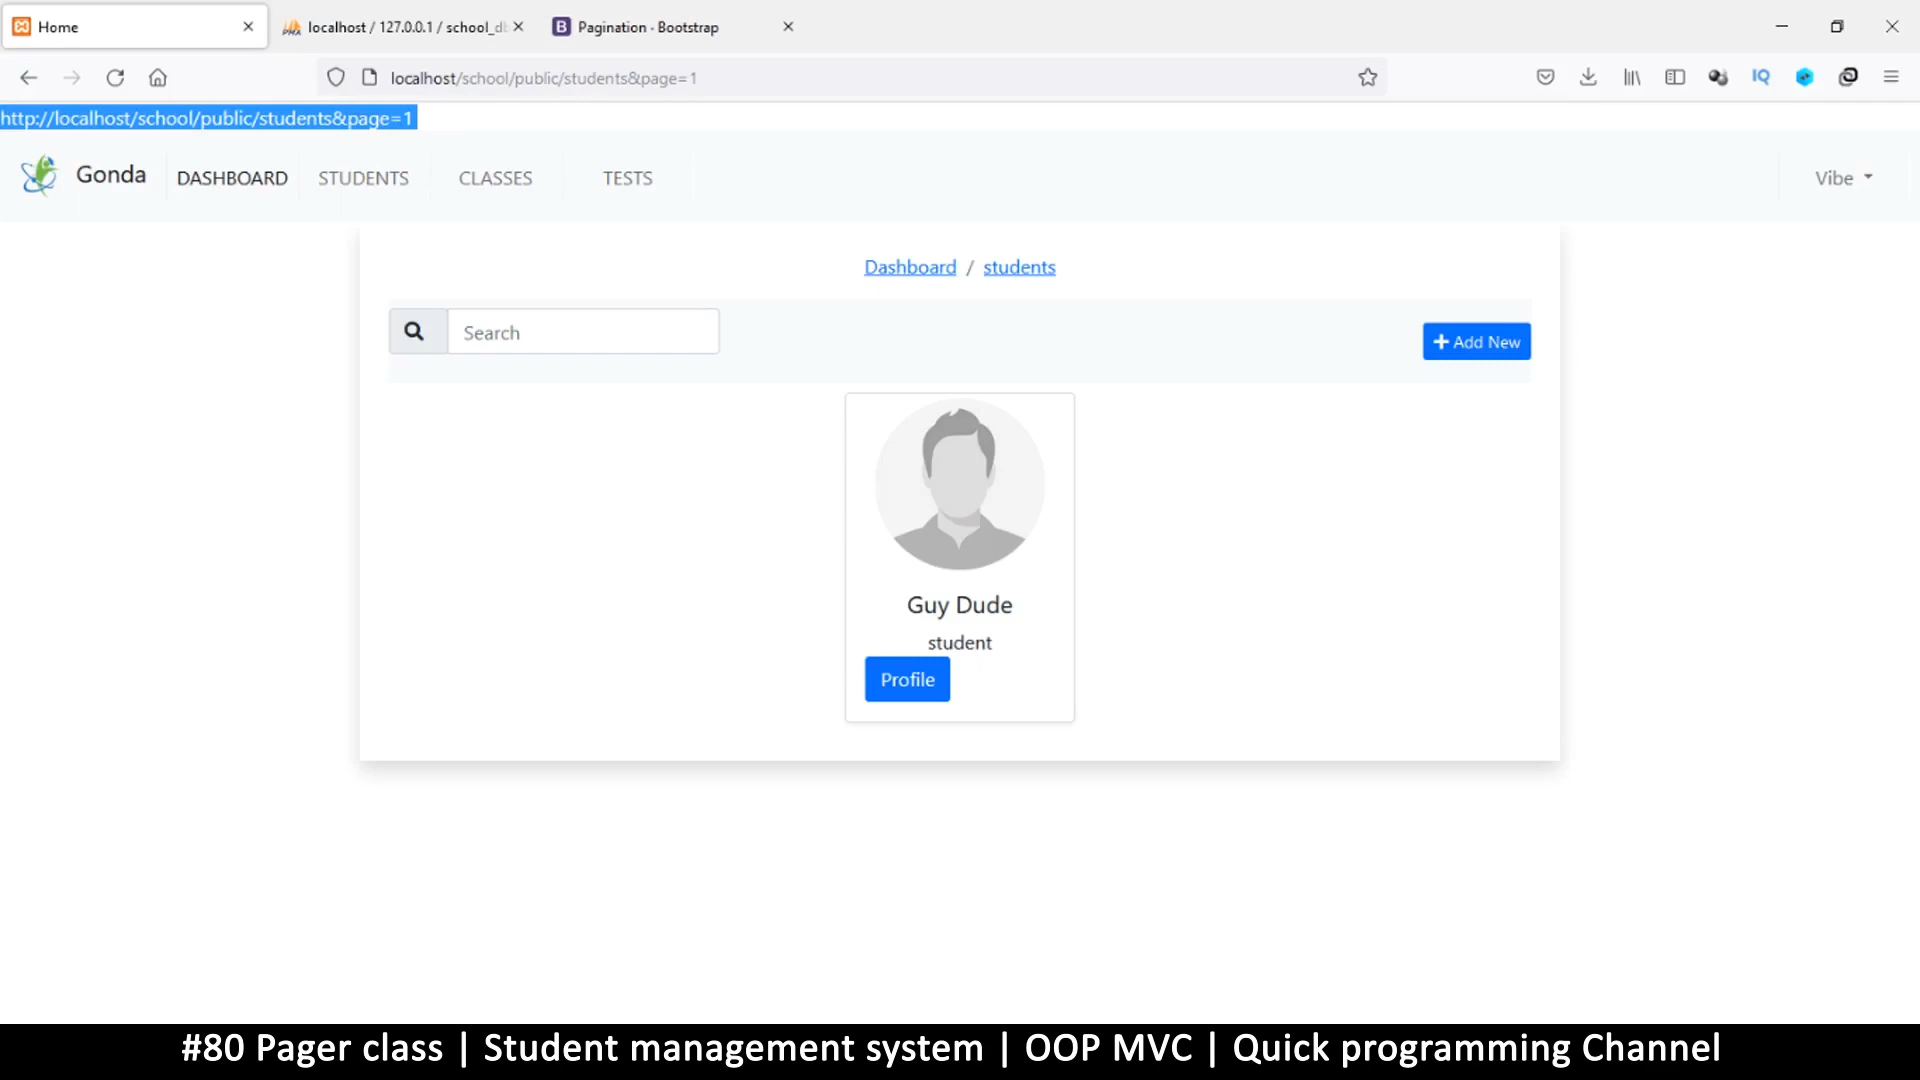 Home
localhost / 127.0.0.1 / school_db
Pagination · Bootstrap
localhost/school/public/students&page=1
IQ
http://localhost/school/public/students&page=1
Gonda
DASHBOARD
STUDENTS
CLASSES
TESTS
Vibe
Dashboard / students
Search
Add New
Guy Dude
student
Profile
#80 Pager class | Student management system | OOP MVC | Quick programming Channel